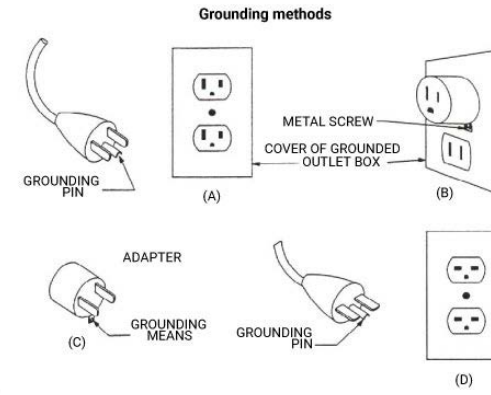 Grounding methods
METAL SCREW
COVER OF GROUNDED
OUTLET BOX
GROUNDING
PIN
(A)
(B)
ADAPTER
GROUNDING
MEANS
(C)
GROUNDING
PIN
(D)